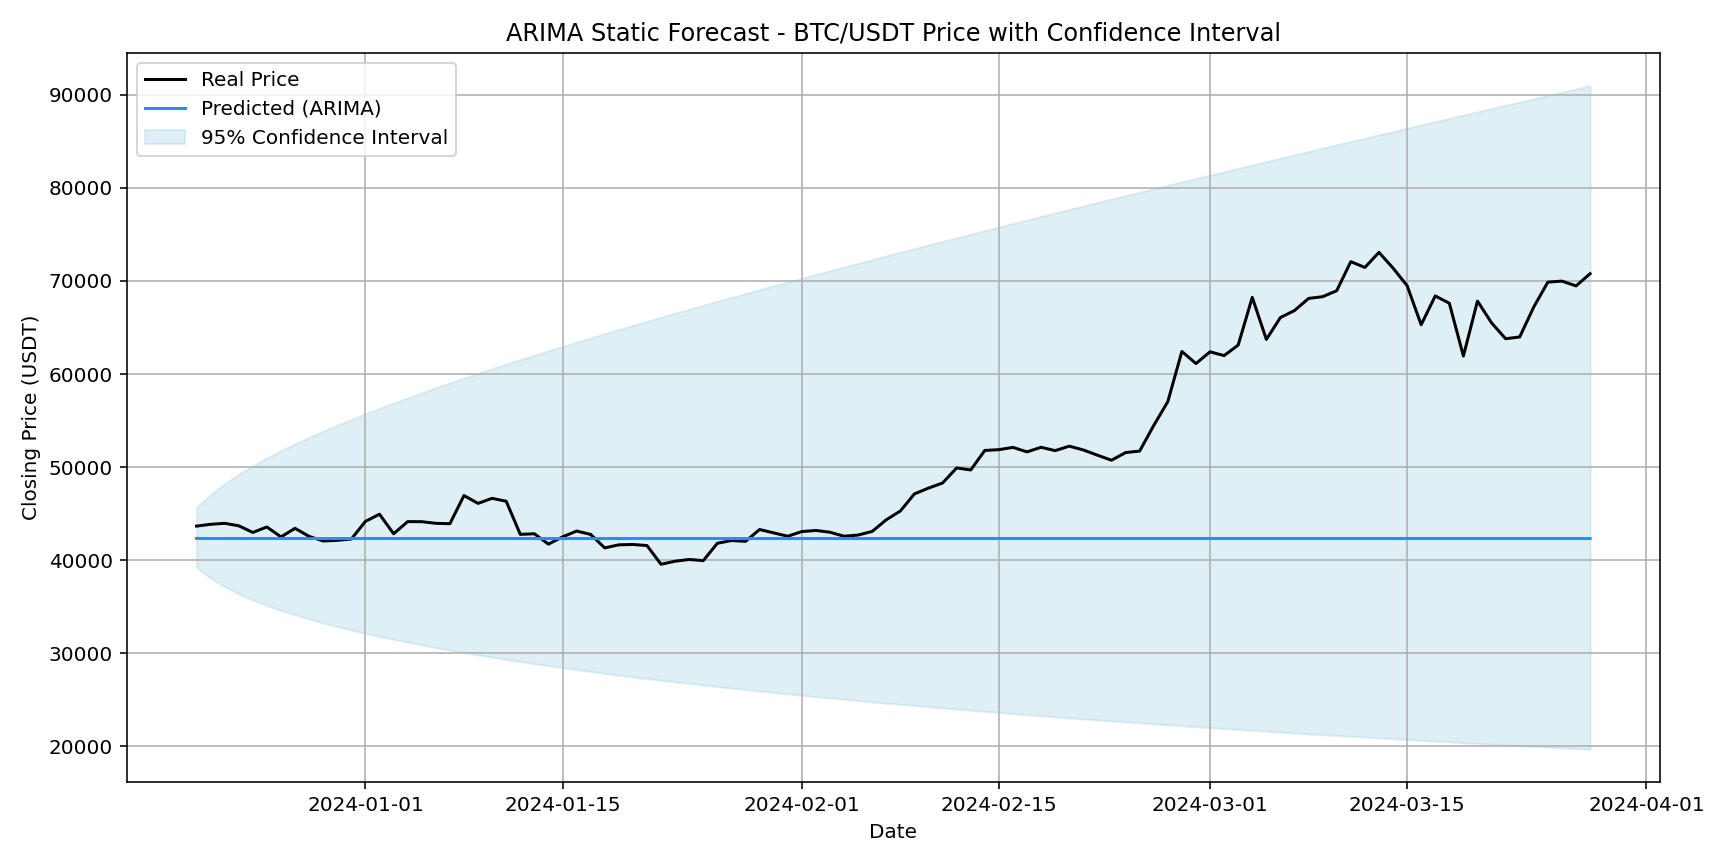 ARIMA Static Forecast - BTC/USDT Price with Confidence Interval
Real Price
Predicted (ARIMA)
95% Confidence Interval
Closing Price (USDT)
90000
80000
70000
60000
50000
40000
30000
20000
2024-01-01
2024-01-15
2024-02-01
2024-02-15
2024-03-01
2024-03-15
2024-04-01
Date